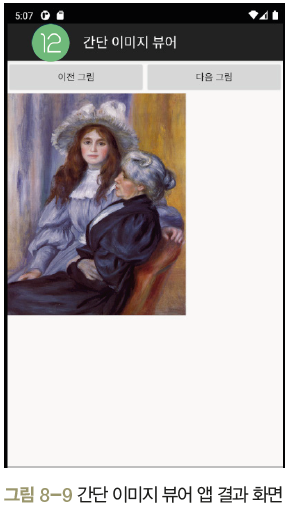 5:07
12 간단 이미지 뷰어
이전 그림 다음 그림
그림 8-9 간단 이미지 뷰어 앱 결과 화면